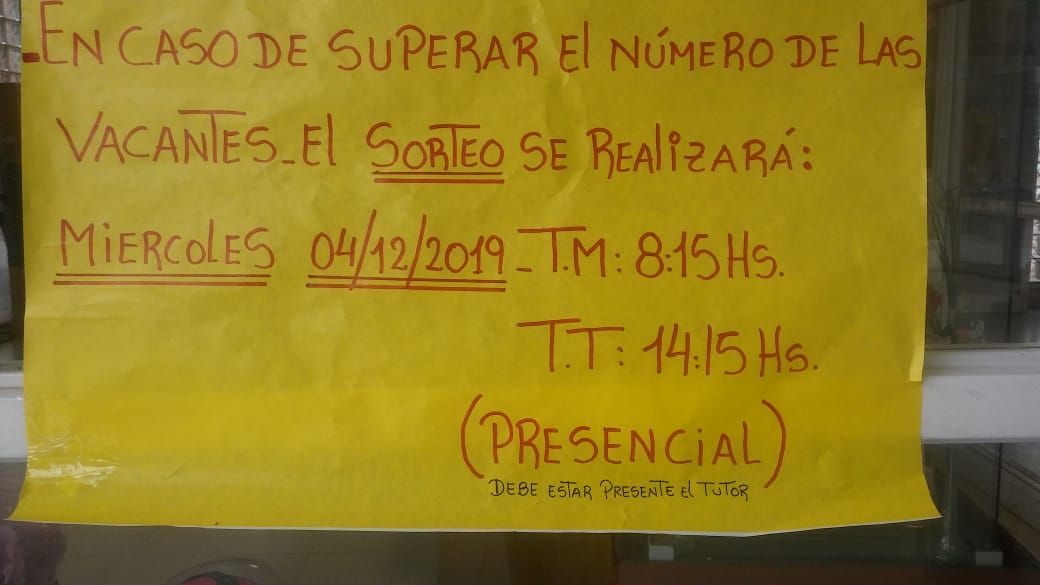 -EN CASO DE SUPERAR El NÚMERO DE LAS
VACANTES_El SORTEO SE REALIZARÁ:
MIERCOLES 04/12/2019_T.M: 8:15 HS.
T.T: 14:15 HS.
(PRESENCIAL)
DEBE ESTAR PRESENTE El TUTOR